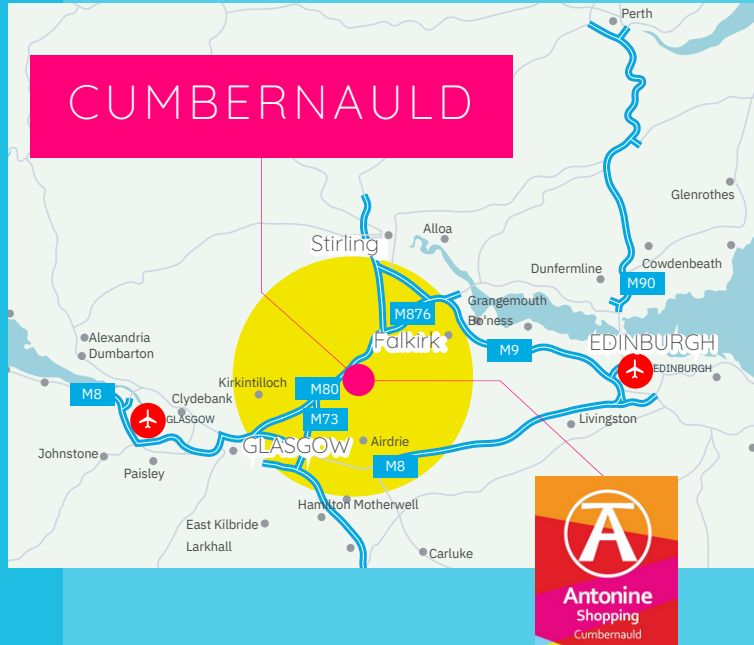 Perth
CUMBERNAULD
Glenrothes
Alloa
Stirling
Cowdenbeath
Dunfermline
M90
Grangemouth
M876
Bo'ness
Falkirk
EDINBURGH
M9
Alexandria
Dumbarton
EDINBURGH
Kirkintilloch
M80
M8
Clydebank
GLASGOW
M73
Livingston
GLASGOW
Airdrie
Johnstone
M8
Paisley
Hamilton
Motherwell
East Kilbride
Larkhall
Carluke
A
Antonine
Shopping
Cumbernauld